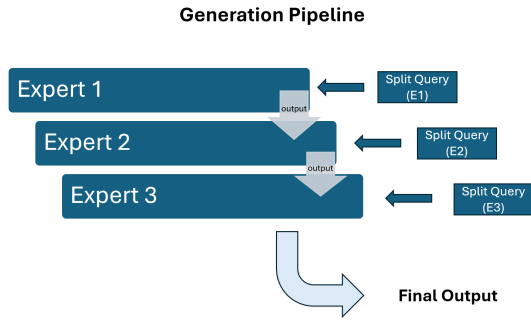 Generation Pipeline
Expert 1
Split Query
(E1)
output
Expert 2
Split Query
(E2)
output
Expert 3
Split Query
(E3)
Final Output